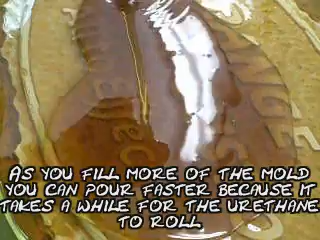 AS YOU FILL MORE OF THE MOLD
YOU CAN POUR FASTER BECAUSE IT
TAKES A WHILE FOR THE URETHANE
TO ROLL